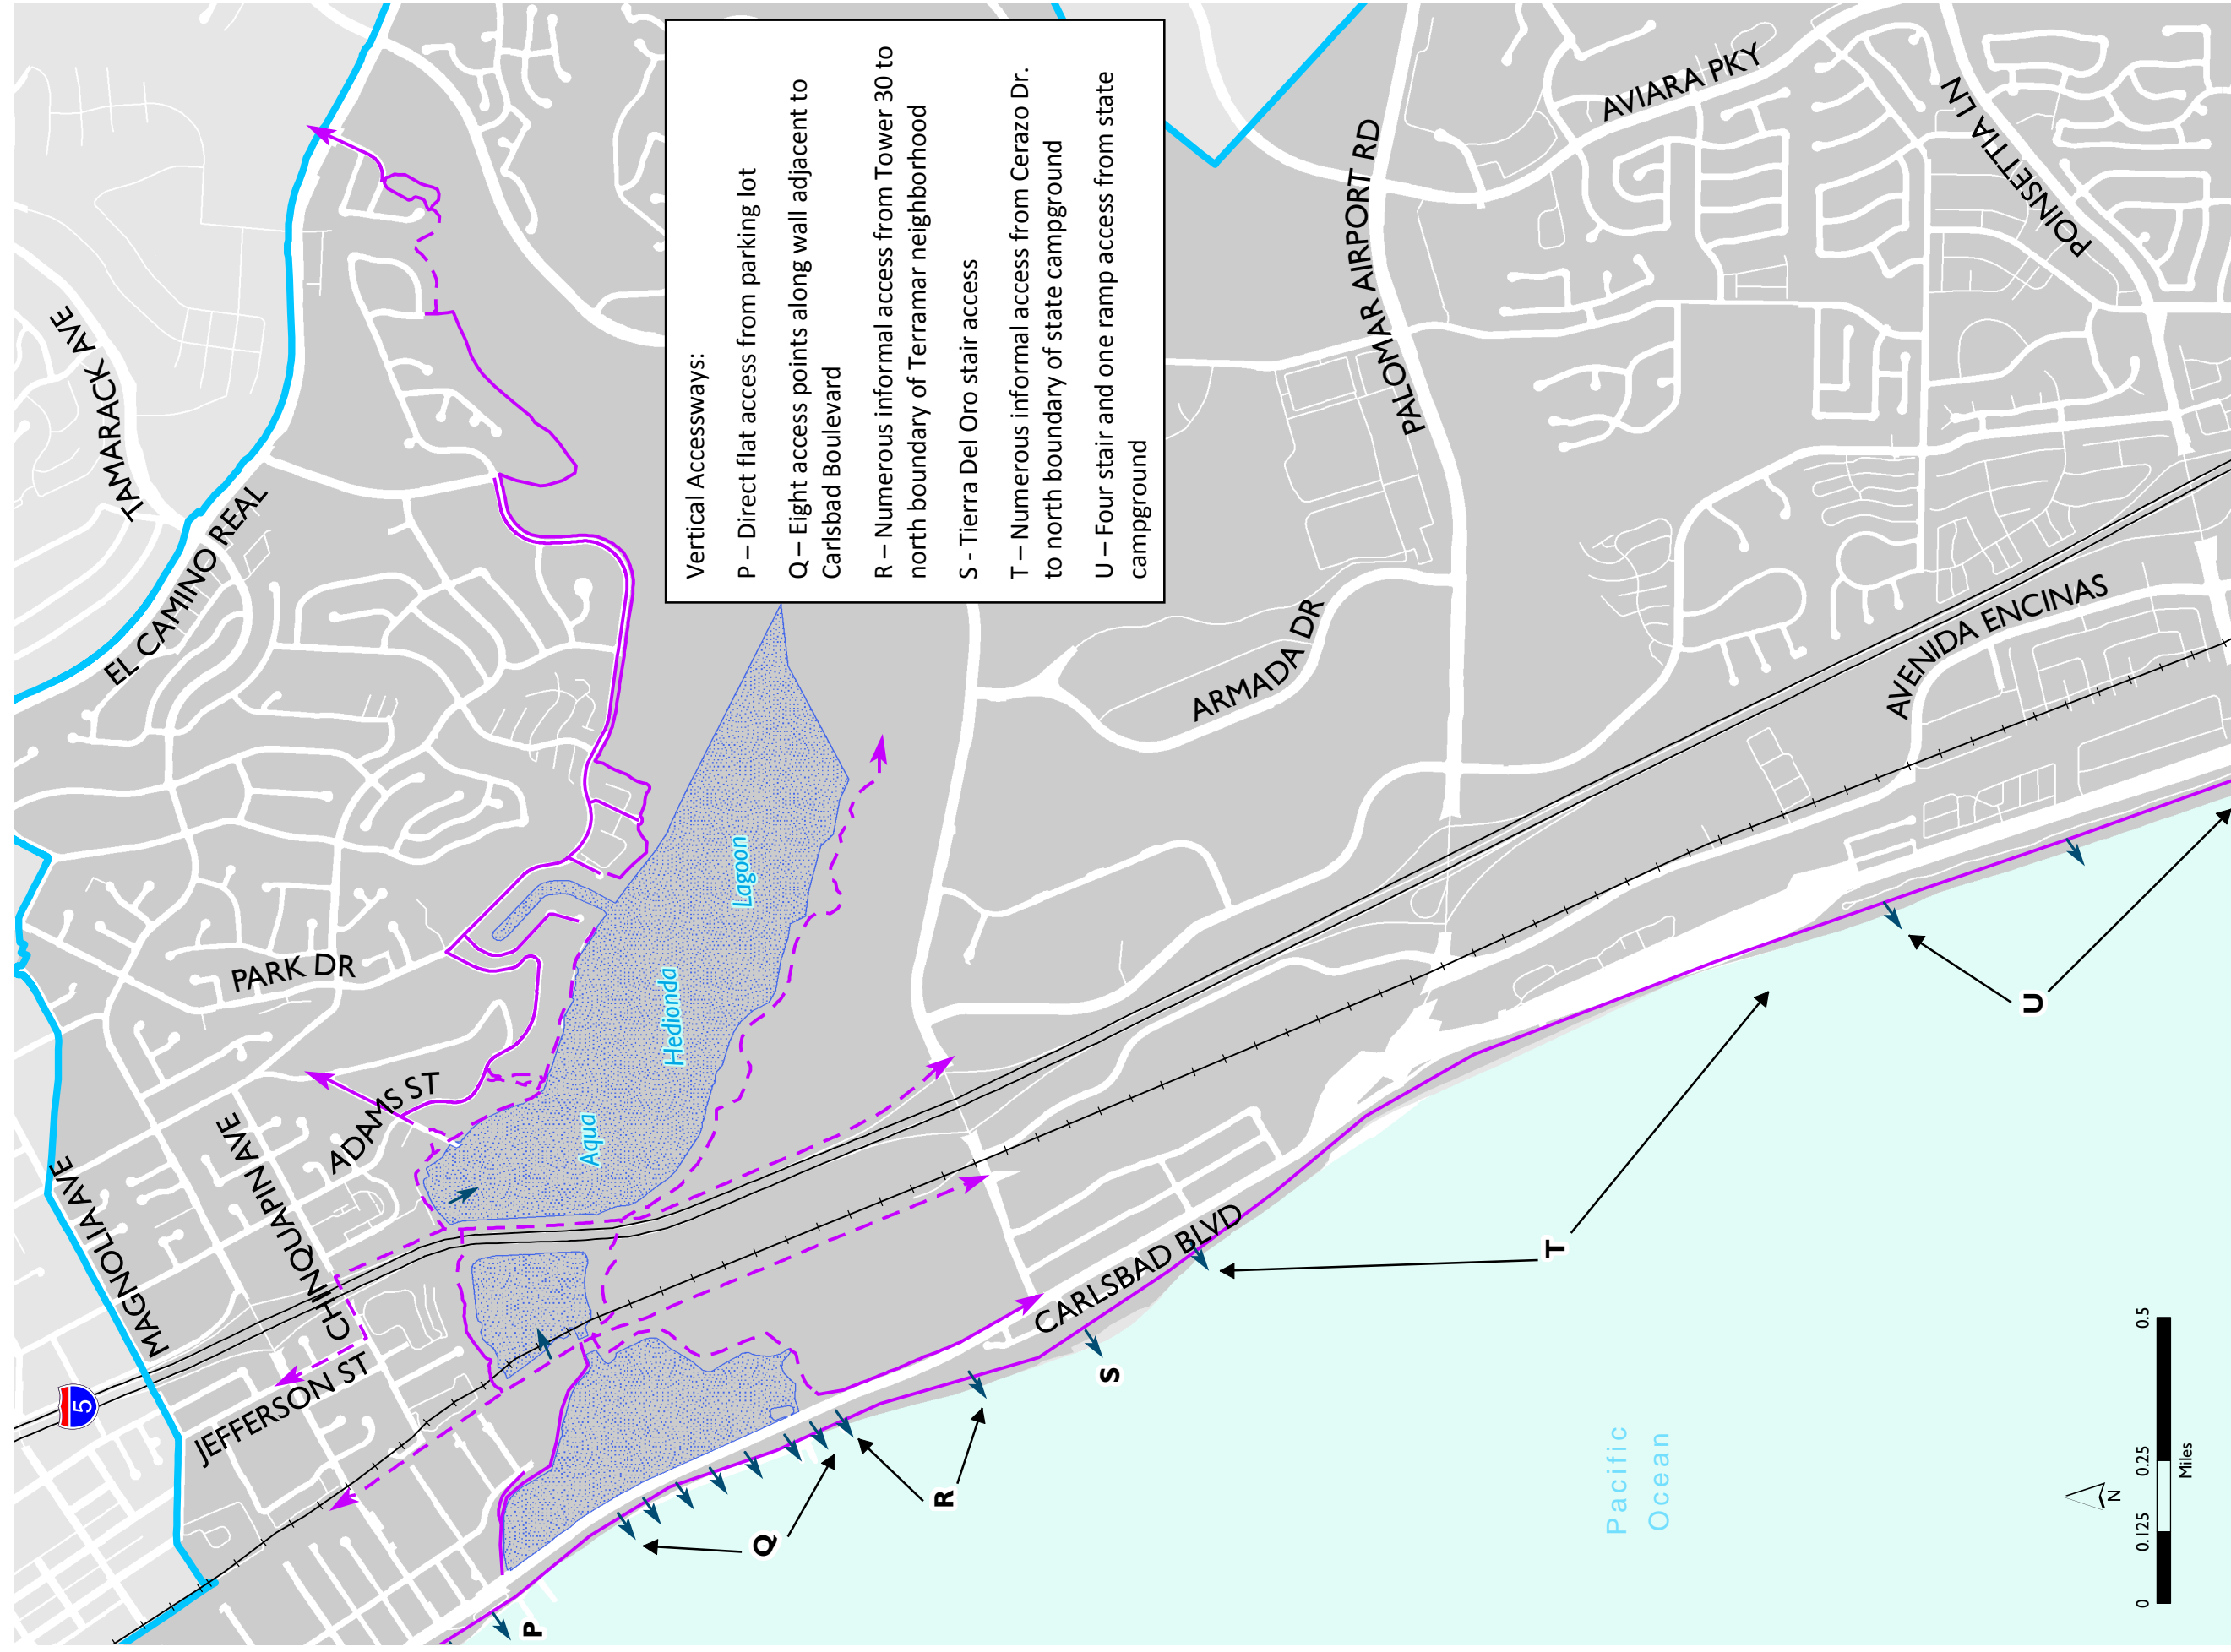 Vertical Accessways:
P – Direct flat access from parking lot
Q – Eight access points along wall adjacent to
Carlsbad Boulevard
R – Numerous informal access from Tower 30 to
north boundary of Terramar neighborhood
S - Tierra Del Oro stair access
T – Numerous informal access from Cerazo Dr.
to north boundary of state campground
U – Four stair and one ramp access from state
campground
TAMARACK AVE
EL CAMINO REAL
PARK DR
MAGNOLIA AVE
CHINQUAPIN AVE
ADAMS ST
JEFFERSON ST
5
Aqua
Hedionda
Lagoon
PALOMAR AIRPORT RD
AVIARA PKY
POINSETTIA LN
ARMADA DR
AVENIDA ENCINAS
CARLSBAD BLVD
P
Q
R
S
T
U
Pacific
Ocean
N
0 0.125 0.25 0.5
Miles